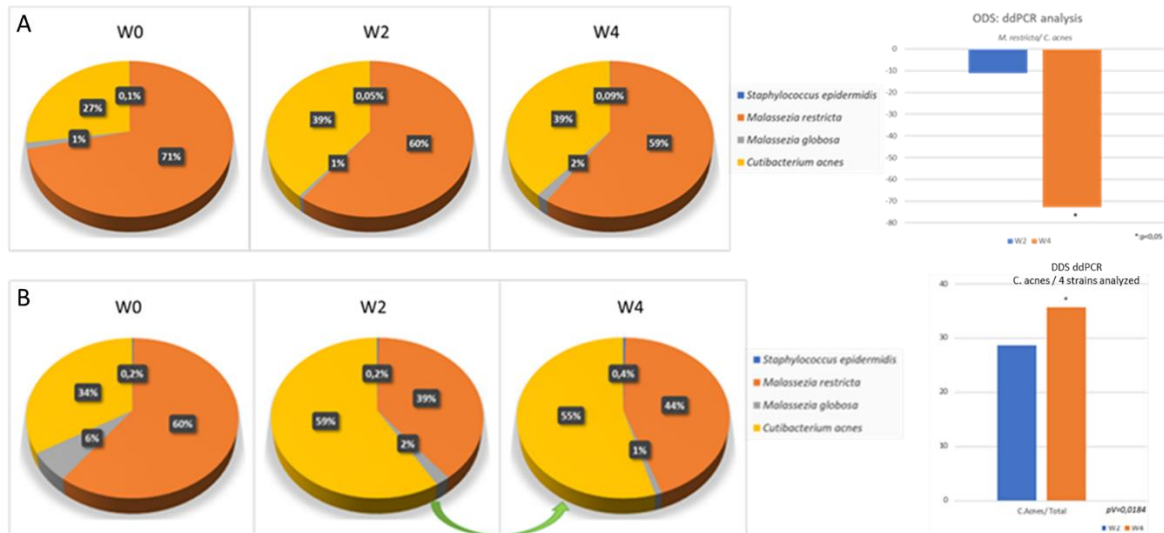 A
W0
W2
W4
0,1%
27%
1%
71%
0,05%
39%
1%
60%
0,09%
39%
2%
59%
Staphylococcus epidermidis
Malassezia restricta
Malassezia globosa
Cutibacterium acnes
ODS: ddPCR analysis
M. restricta/ C. acnes
0
-10
-20
-30
-40
-50
-60
-70
-80
*
*:p<0,05
W2 W4
B
W0
W2
W4
0,2%
34%
6%
60%
0,2%
39%
59%
2%
0,4%
55%
44%
1%
Staphylococcus epidermidis
Malassezia restricta
Malassezia globosa
Cutibacterium acnes
DDS ddPCR
C. acnes / 4 strains analyzed
40
30
20
10
0
*
C.Acnes/ Total
pV=0,0184
W2 W4